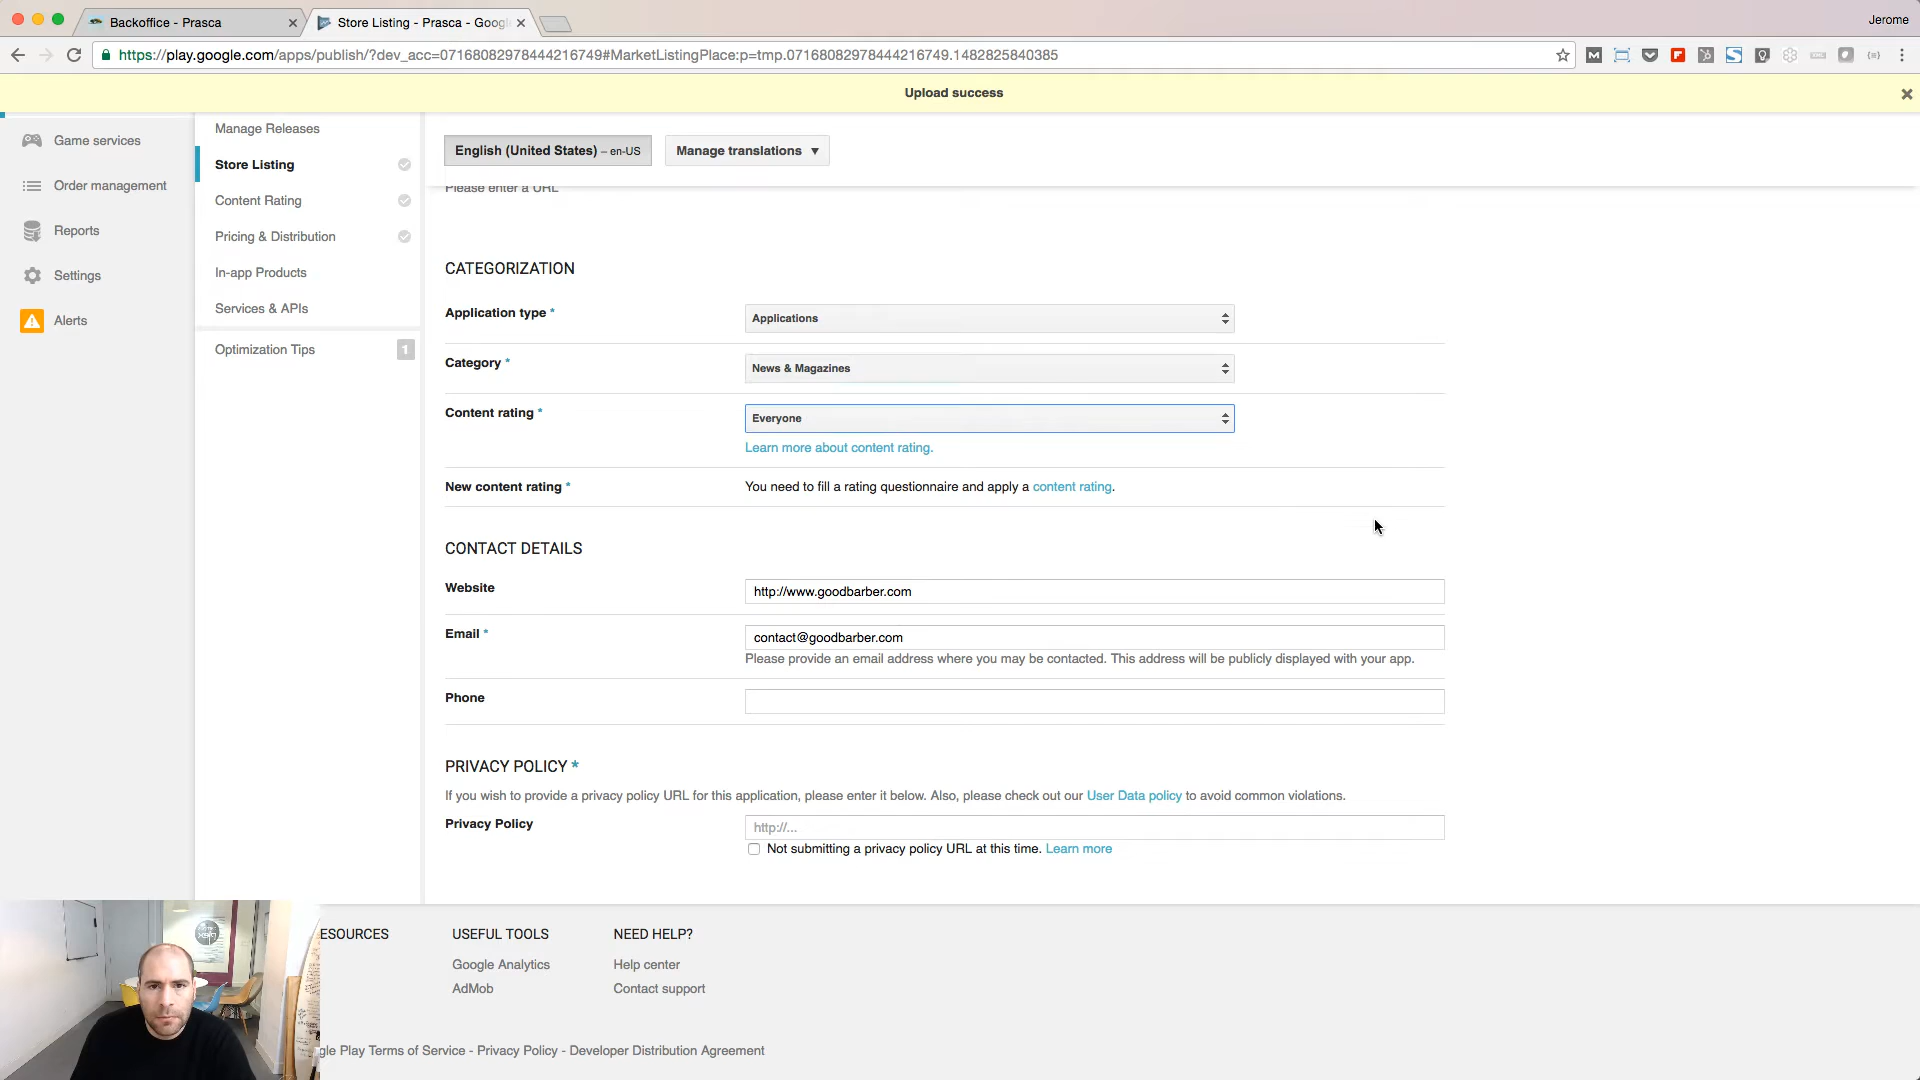 Backoffice - Prasca
Store Listing - Prasca - Goog
Jerome
https://play.google.com/apps/publish/?dev_acc=07168082978444216749#MarketListingPlace:p=tmp.07168082978444216749.1482825840385
Upload success
Game services
Order management
Reports
Settings
Alerts
Manage Releases
Store Listing
Content Rating
Pricing & Distribution
In-app Products
Services & APIs
Optimization Tips 1
English (United States) – en-US
Manage translations
Please enter a URL
CATEGORIZATION
Application type *
Applications
Category *
News & Magazines
Content rating *
Everyone
Learn more about content rating.
New content rating *
You need to fill a rating questionnaire and apply a content rating.
CONTACT DETAILS
Website
http://www.goodbarber.com
Email *
contact@goodbarber.com
Please provide an email address where you may be contacted. This address will be publicly displayed with your app.
Phone
PRIVACY POLICY *
If you wish to provide a privacy policy URL for this application, please enter it below. Also, please check out our User Data policy to avoid common violations.
Privacy Policy
http://...
Not submitting a privacy policy URL at this time. Learn more
ESOURCES
USEFUL TOOLS
Google Analytics
AdMob
NEED HELP?
Help center
Contact support
gle Play Terms of Service - Privacy Policy - Developer Distribution Agreement